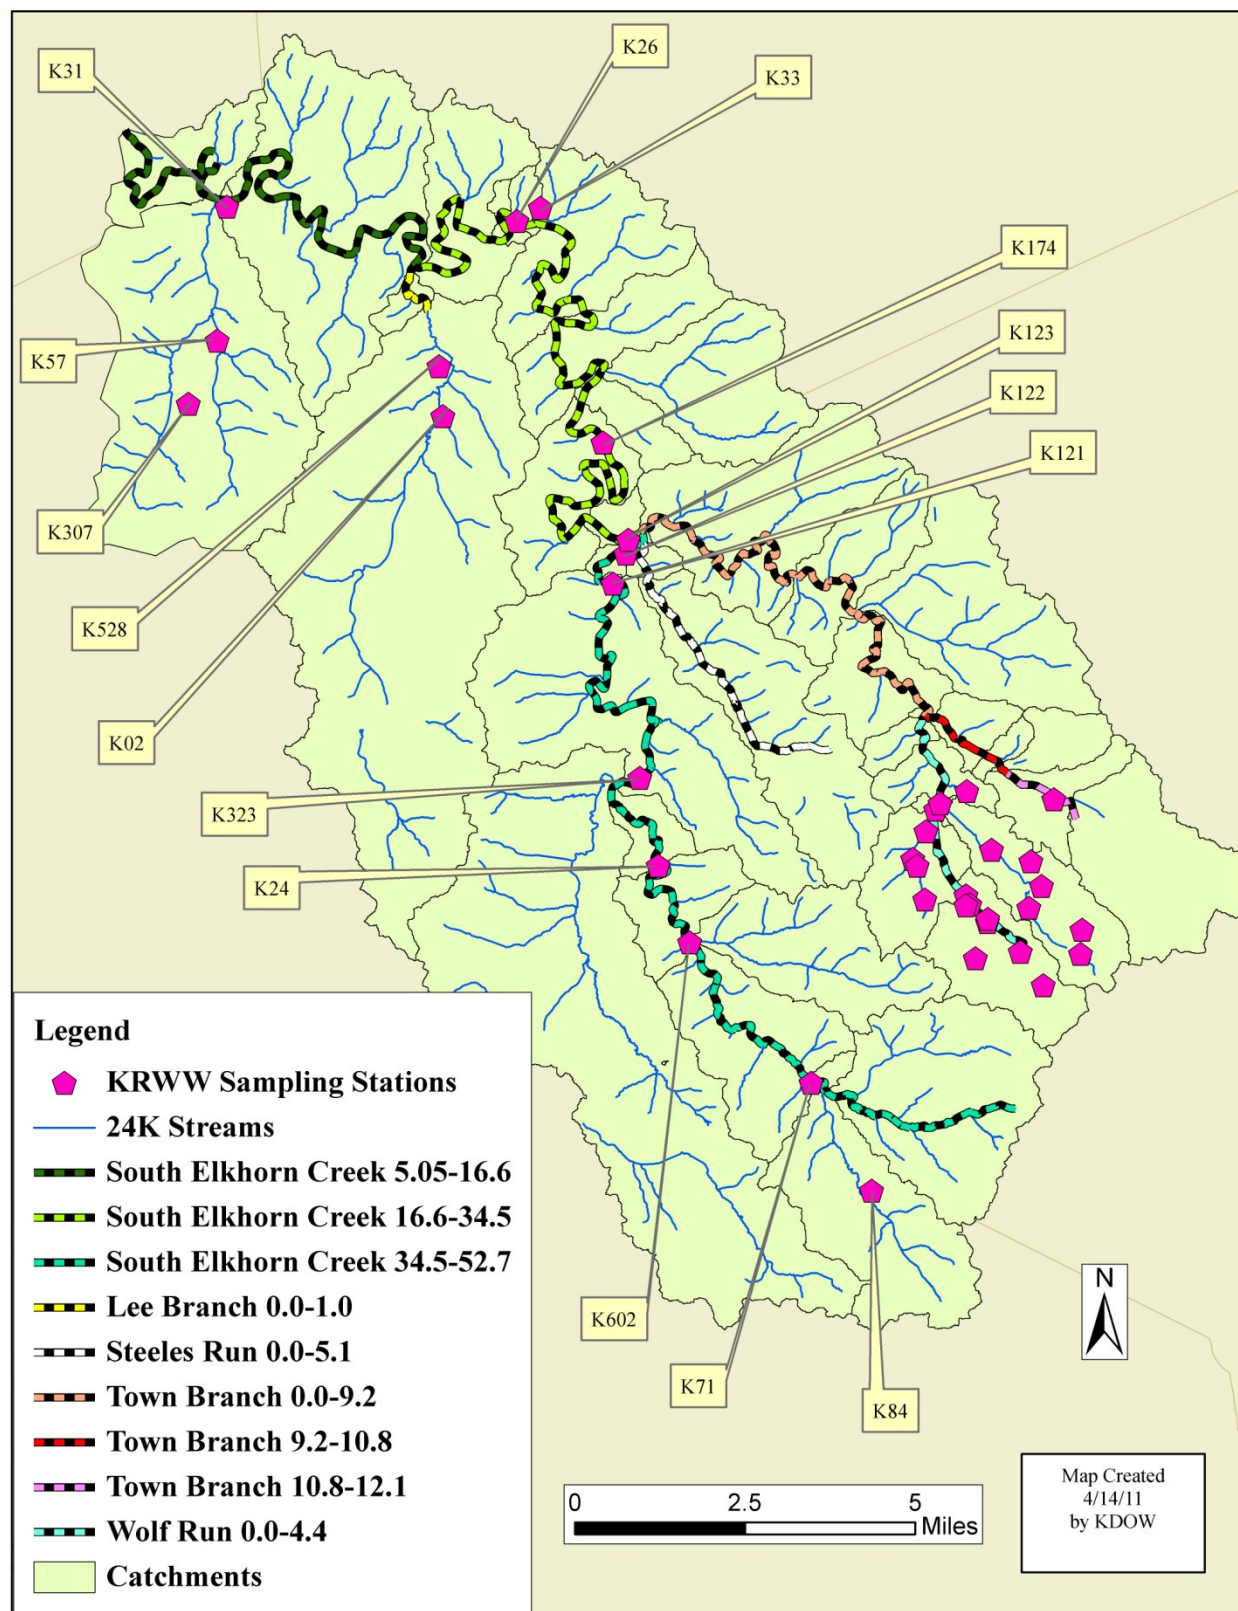 K31
K26
K33
K174
K123
K57
K122
K121
K307
K528
K02
K323
K24
Legend
KRWW Sampling Stations
24K Streams
South Elkhorn Creek 5.05-16.6
South Elkhorn Creek 16.6-34.5
South Elkhorn Creek 34.5-52.7
Lee Branch 0.0-1.0
Steeles Run 0.0-5.1
Town Branch 0.0-9.2
Town Branch 9.2-10.8
Town Branch 10.8-12.1
Wolf Run 0.0-4.4
Catchments
N
K602
K71
K84
0 2.5 5
Miles
Map Created
4/14/11
by KDOW